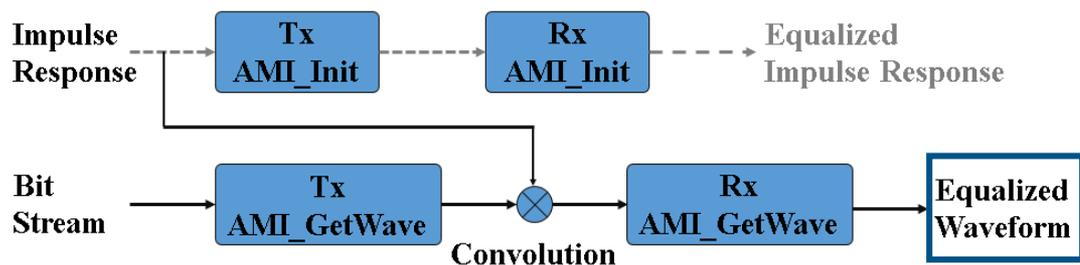 Impulse
Response
Tx
AMI_Init
Rx
AMI_Init
Equalized
Impulse Response
Bit
Stream
Tx
AMI_GetWave
Convolution
Rx
AMI_GetWave
Equalized
Waveform